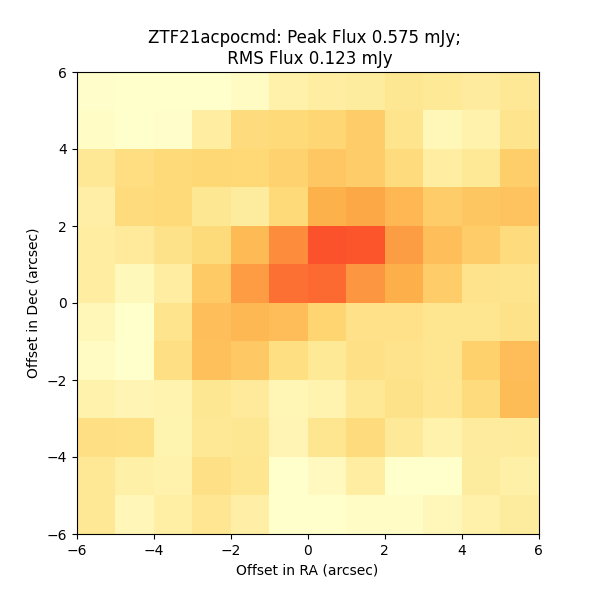 ZTF21acpocmd: Peak Flux 0.575 mJy;
RMS Flux 0.123 mJy
6
4
2
0
−2
−4
−6
Offset in Dec (arcsec)
−6 −4 −2 0 2 4 6
Offset in RA (arcsec)